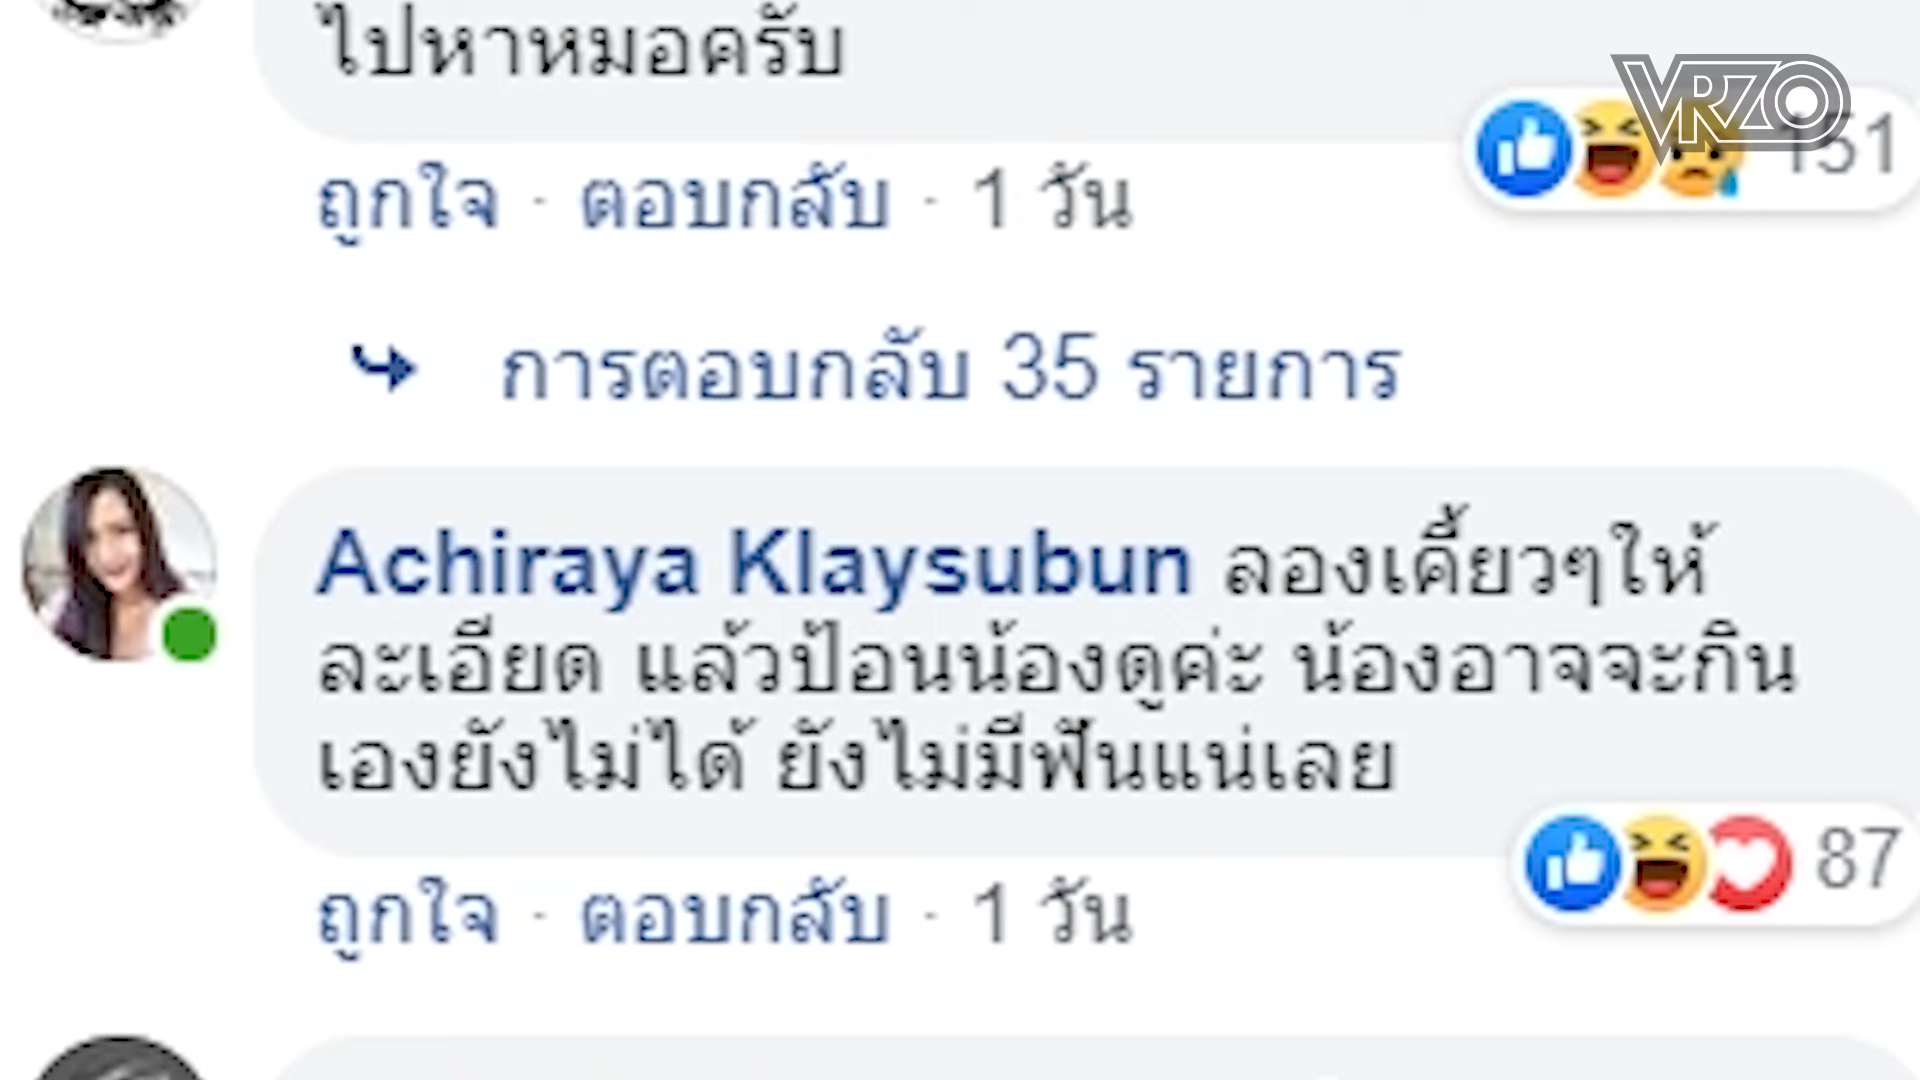 ไปหาหมอครับ
VRZO
151
ถูกใจ · ตอบกลับ · 1 วัน
การตอบกลับ 35 รายการ
Achiraya Klaysubun ลองเคี้ยวๆให้
ละเอียด แล้วป้อนน้องดูค่ะ น้องอาจจะกิน
เองยังไม่ได้ ยังไม่มีฟันแน่เลย
87
ถูกใจ · ตอบกลับ · 1 วัน